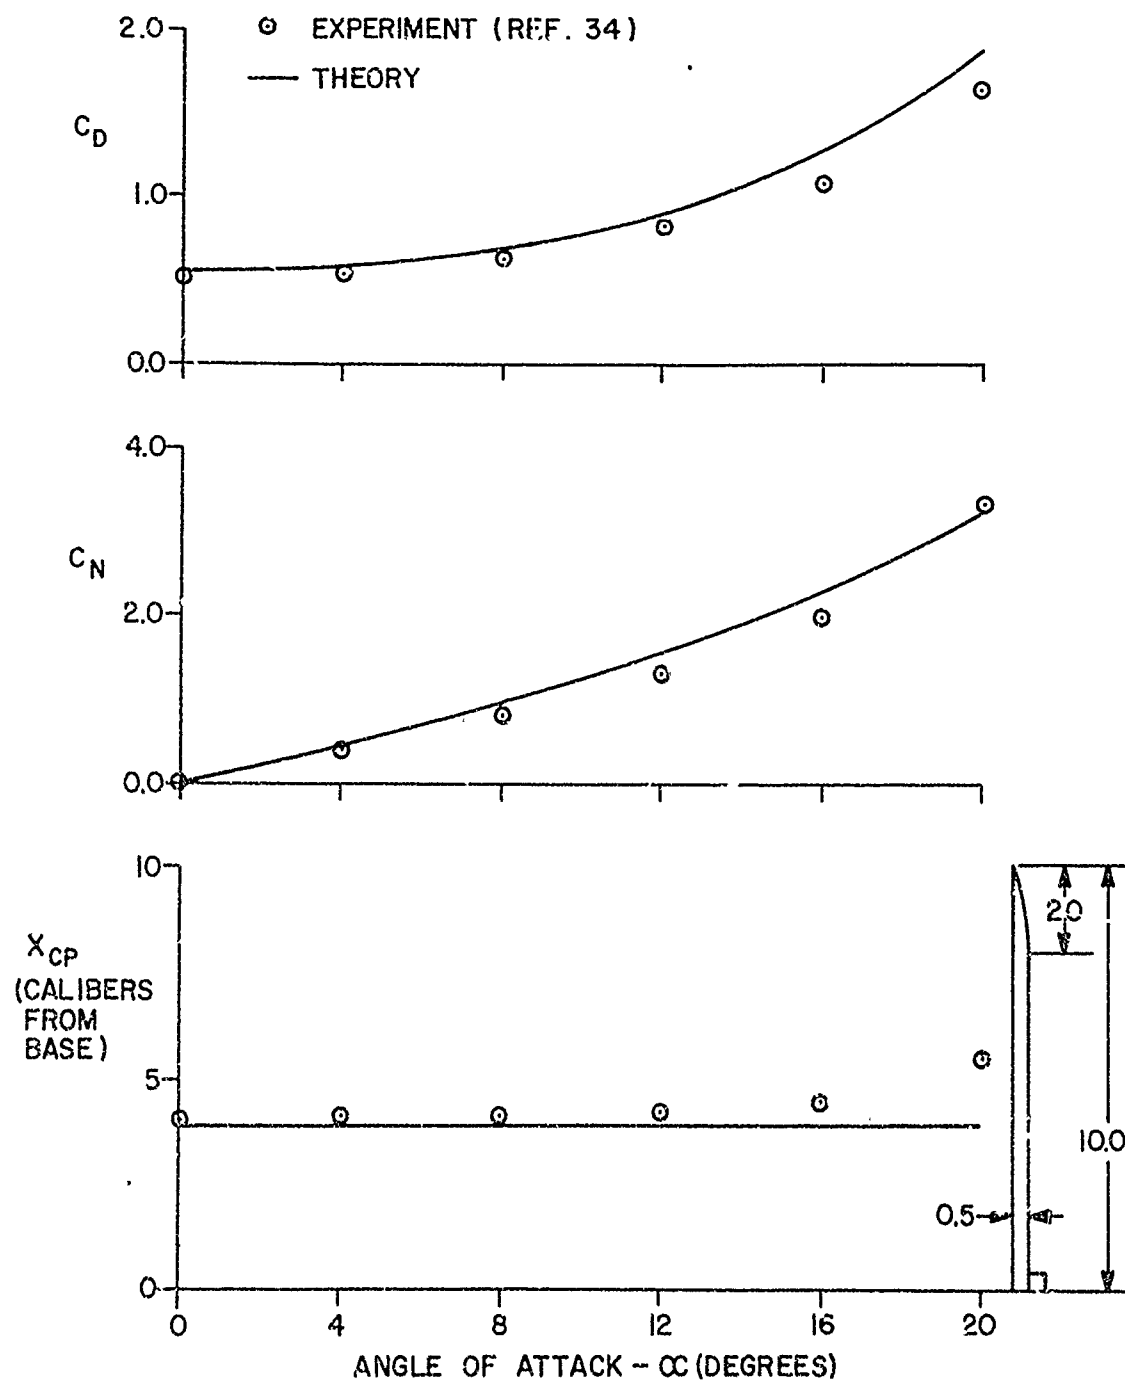 2.0
⊙ EXPERIMENT (REF. 34)
— THEORY
C_D
1.0
0.0
4.0
C_N
2.0
0.0
10
X_CP
(CALIBERS
FROM
BASE)
5
0
2.0
10.0
0.5
0 4 8 12 16 20
ANGLE OF ATTACK - α (DEGREES)